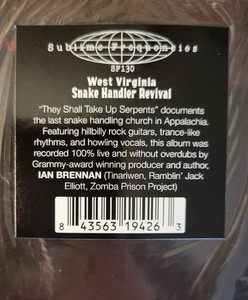 Sublime Frequencies
SF130
West Virginia
Snake Handler Revival
"They Shall Take Up Serpents" documents
the last snake handling church in Appalachia.
Featuring hillbilly rock guitars, trance-like
rhythms, and howling vocals, this album was
recorded 100% live and without overdubs by
Grammy-award winning producer and author,
IAN BRENNAN (Tinariwen, Ramblin' Jack
Elliott, Zomba Prison Project)
8 43563 19426 3